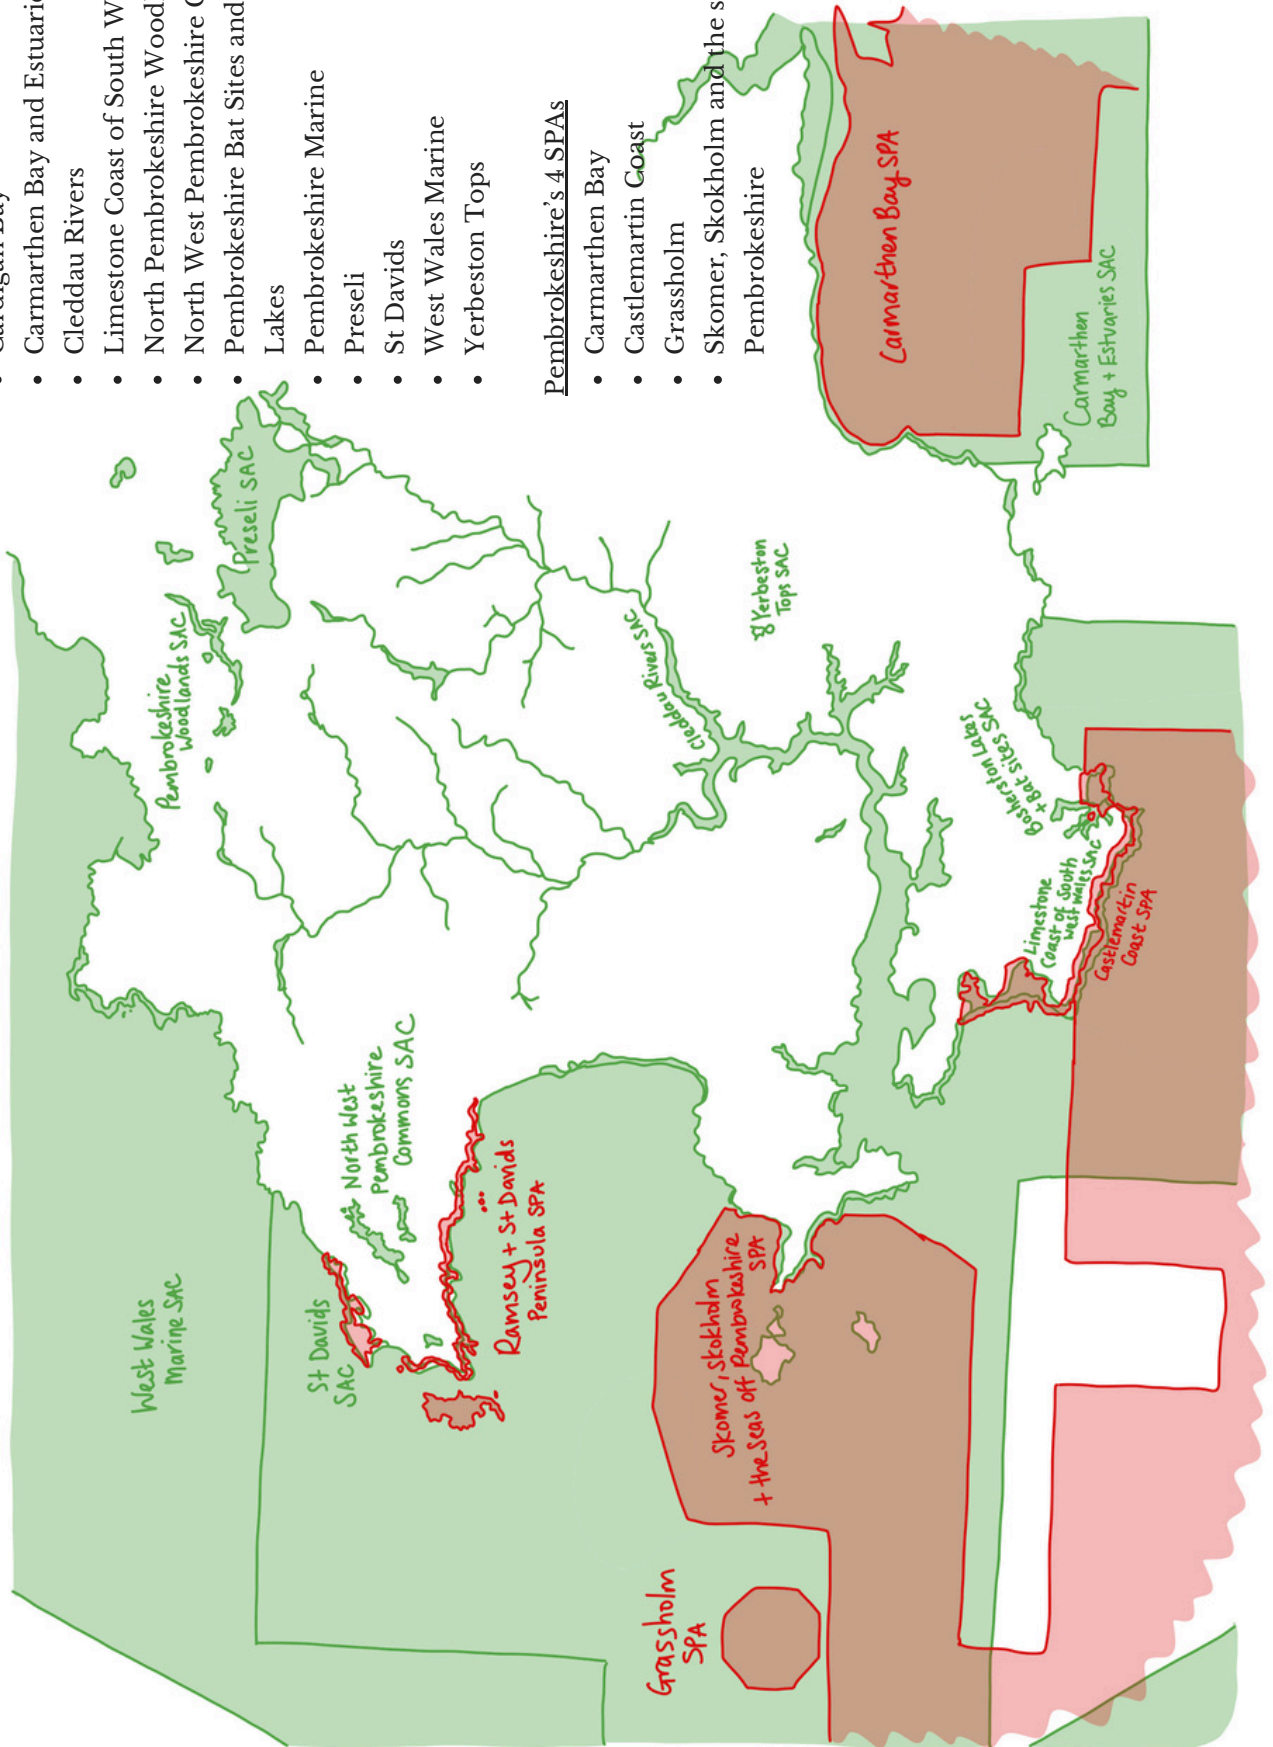 Carmarthen Bay and Estuarie
Cleddau Rivers
Limestone Coast of South W
North Pembrokeshire Wood
North West Pembrokeshire C
Pembrokeshire Bat Sites and
Lakes
Pembrokeshire Marine
Preseli
St Davids
West Wales Marine
Yerbeston Tops
Pembrokeshire's 4 SPAs
Carmarthen Bay
Castlemartin Coast
Grassholm
Skomer, Skokholm and the s
Pembrokeshire
West Wales
Marine SAC
Pembrokeshire
Woodlands SAC
Preseli SAC
St Davids
SAC
North West
Pembrokeshire
Commons SAC
Ramsey + St Davids
Peninsula SPA
Cleddau Rivers SAC
Yerbeston
Tops SAC
Grassholm
SPA
Skomer, Skokholm
+ the Seas off Pembrokeshire
SPA
Bosherston Lakes
+ Bat sites SAC
Limestone
Coast of South
West Wales SAC
Castlemartin
Coast SPA
Carmarthen Bay SPA
Carmarthen
Bay + Estuaries SAC